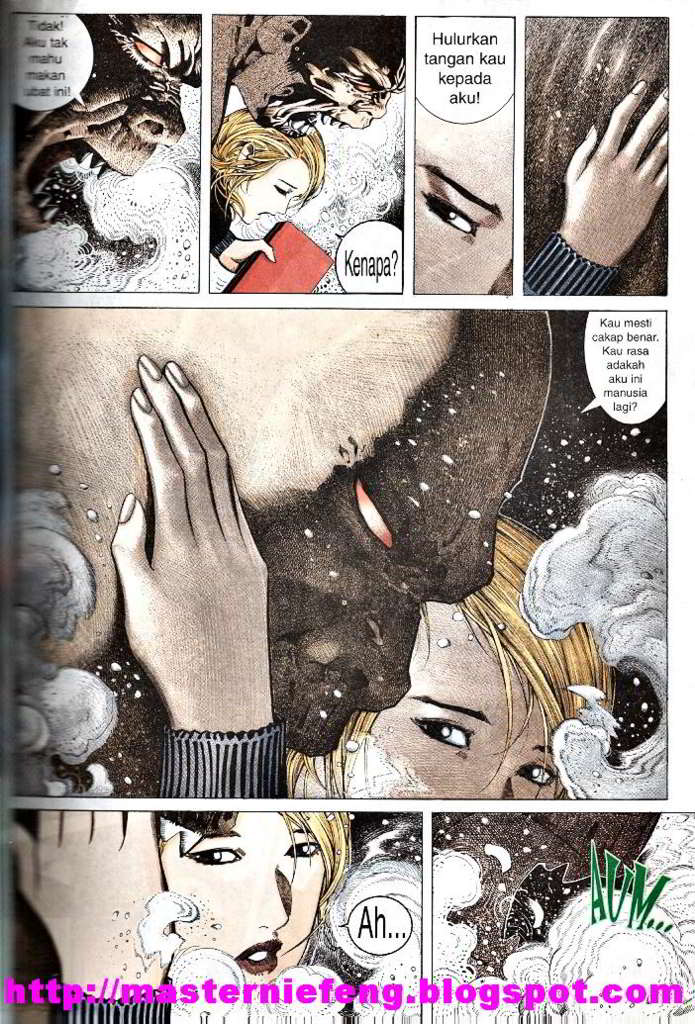 Tidak!
Aku tak
mahu
makan
ubat ini!
Kenapa?
Hulurkan
tangan kau
kepada
aku!
Kau mesti
cakap benar.
Kau rasa
adakah
aku ini
manusia
lagi?
Ah...
AUM...
http://masterniefeng.blogspot.com